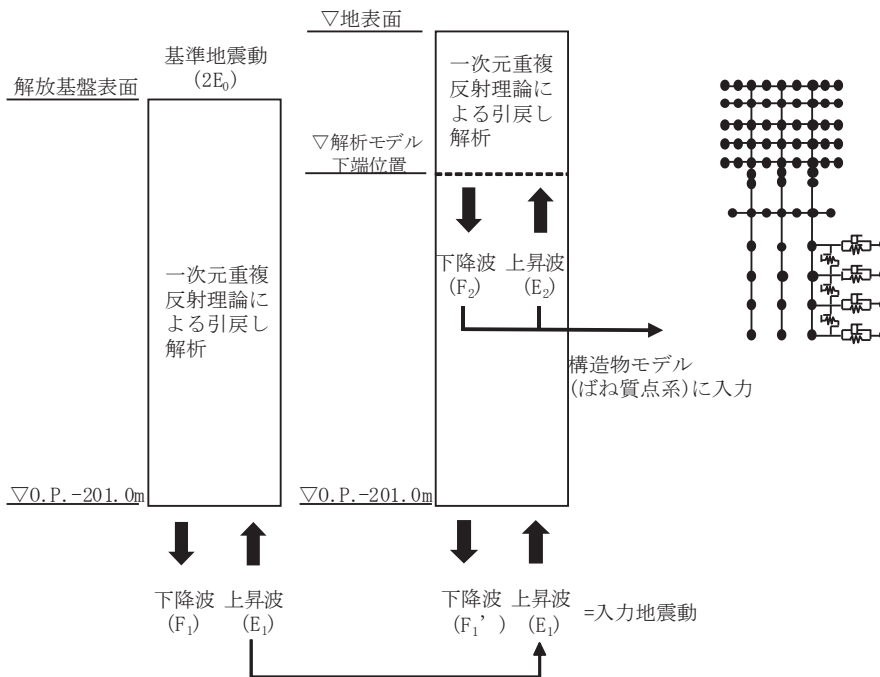 ▽地表面
基準地震動
(2E₀)
解放基盤表面
一次元重複
反射理論に
よる引戻し
解析
▽解析モデル
下端位置
下降波
(F₂)
上昇波
(E₂)
一次元重複
反射理論に
よる引戻し
解析
構造物モデル
(ばね質点系)に入力
▽O.P.-201.0m
▽O.P.-201.0m
下降波
(F₁)
上昇波
(E₁)
下降波
(F₁’)
上昇波
(E₁)
=入力地震動